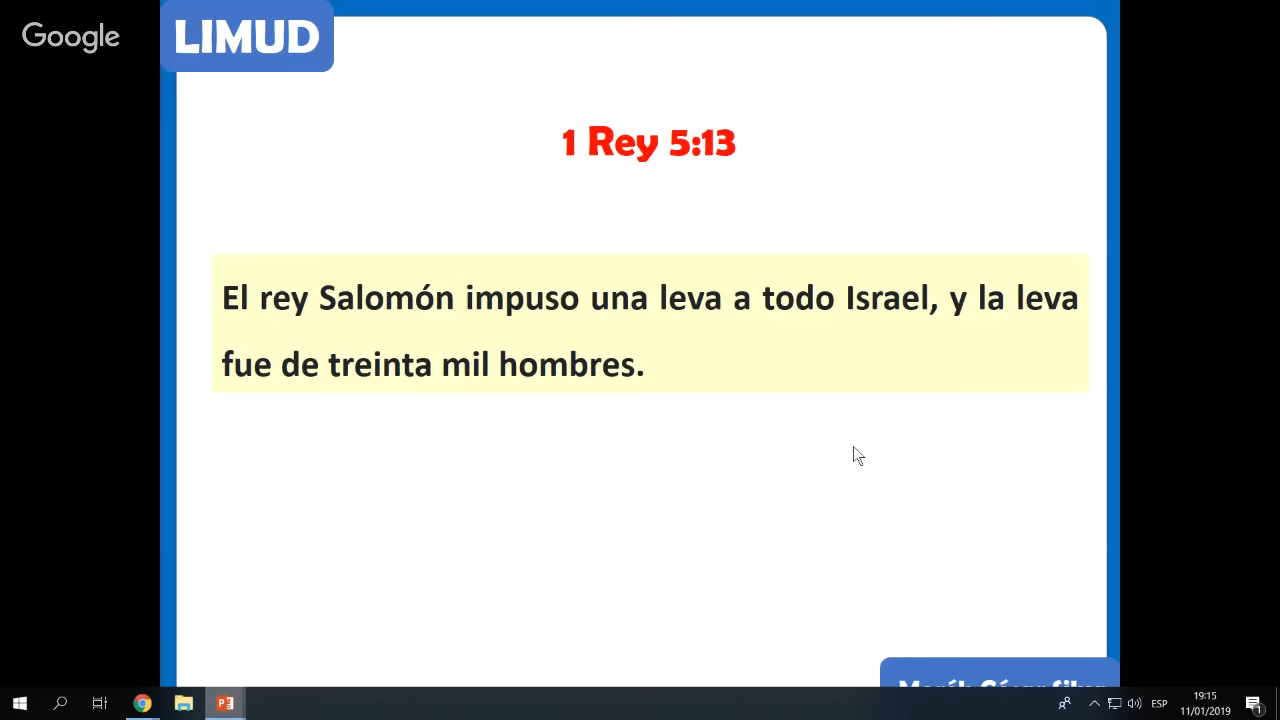 Google
LIMUD
1 Rey 5:13
El rey Salomón impuso una leva a todo Israel, y la leva
fue de treinta mil hombres.
ESP
19:15
11/01/2019
1